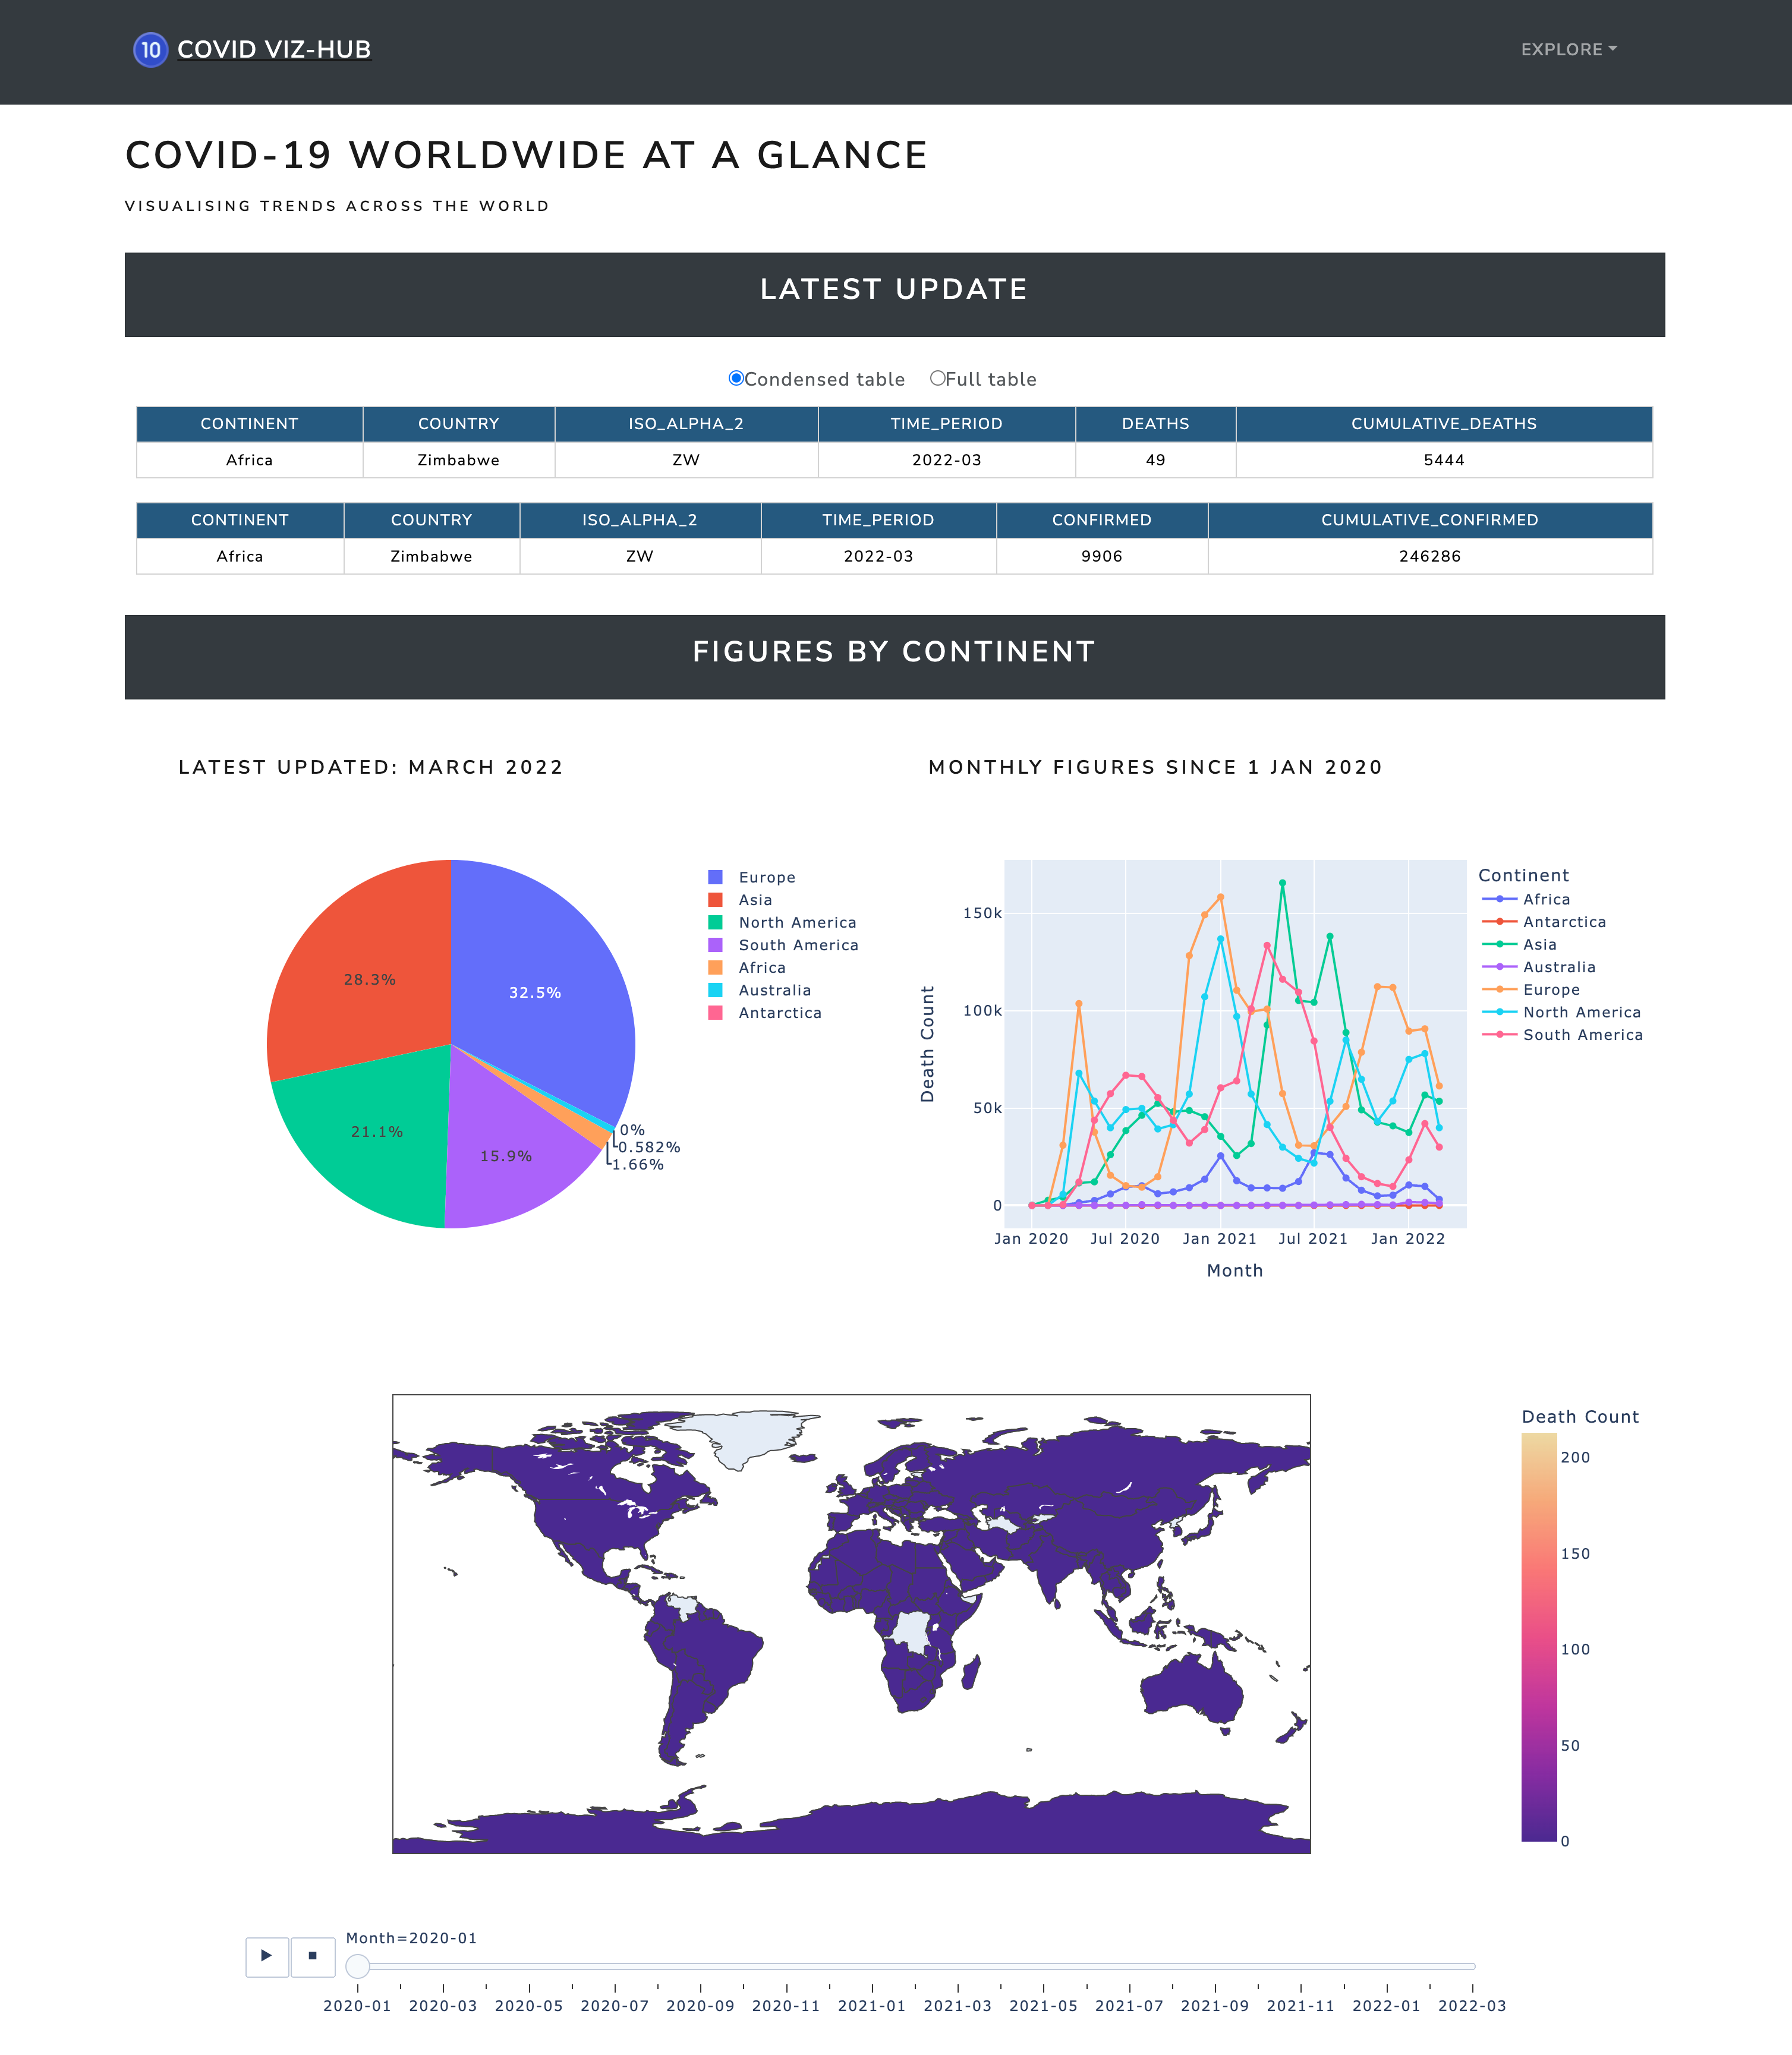 10 COVID VIZ-HUB
EXPLORE
COVID-19 WORLDWIDE AT A GLANCE
VISUALISING TRENDS ACROSS THE WORLD
LATEST UPDATE
Condensed table Full table
CONTINENT COUNTRY ISO_ALPHA_2 TIME_PERIOD DEATHS CUMULATIVE_DEATHS
Africa Zimbabwe ZW 2022-03 49 5444
CONTINENT COUNTRY ISO_ALPHA_2 TIME_PERIOD CONFIRMED CUMULATIVE_CONFIRMED
Africa Zimbabwe ZW 2022-03 9906 246286
FIGURES BY CONTINENT
LATEST UPDATED: MARCH 2022
28.3%
32.5%
21.1%
15.9%
0%
0.582%
1.66%
Europe
Asia
North America
South America
Africa
Australia
Antarctica
MONTHLY FIGURES SINCE 1 JAN 2020
Death Count
150k
100k
50k
0
Jan 2020 Jul 2020 Jan 2021 Jul 2021 Jan 2022
Month
Continent
Africa
Antarctica
Asia
Australia
Europe
North America
South America
Death Count
200
150
100
50
0
Month=2020-01
2020-01 2020-03 2020-05 2020-07 2020-09 2020-11 2021-01 2021-03 2021-05 2021-07 2021-09 2021-11 2022-01 2022-03